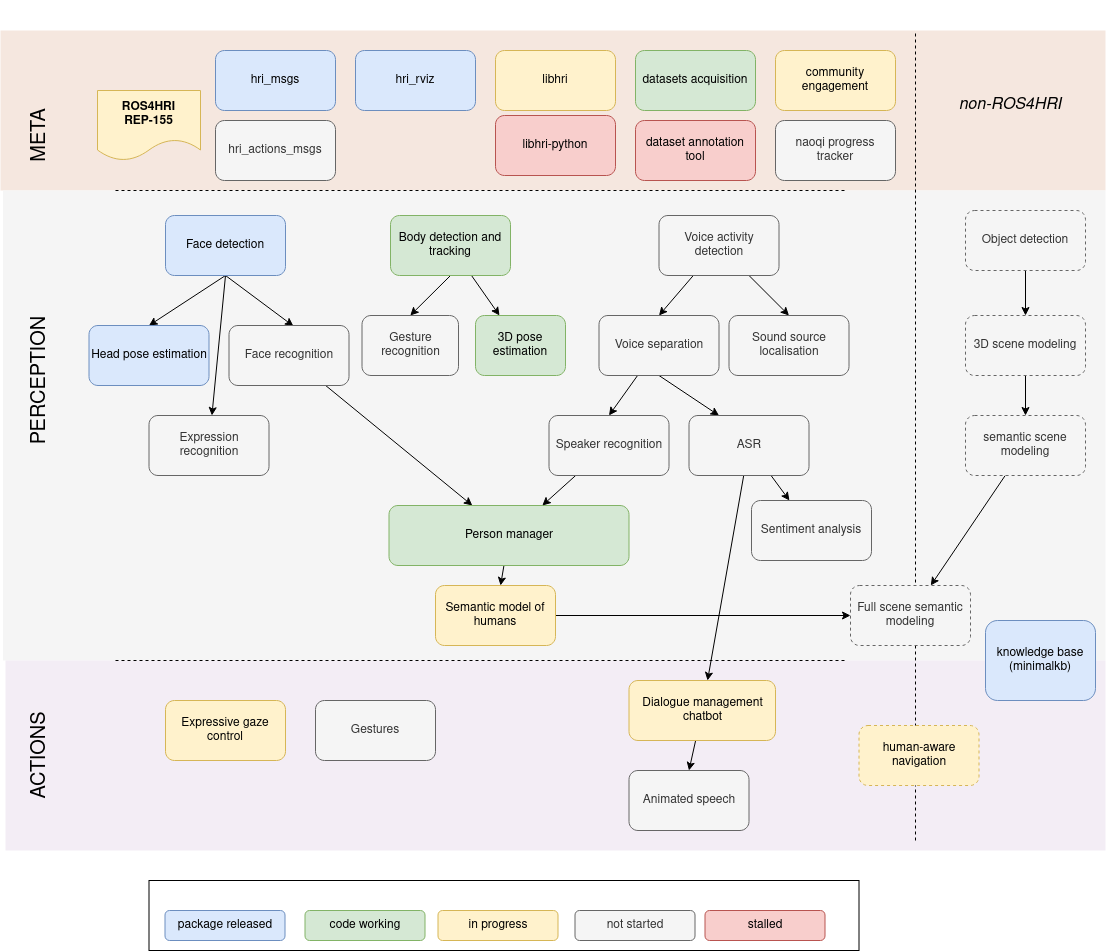 META
ROS4HRI
REP-155
hri_msgs
hri_rviz
libhri
datasets acquisition
community
engagement
non-ROS4HRI
hri_actions_msgs
libhri-python
dataset annotation
tool
naoqi progress
tracker
PERCEPTION
Face detection
Body detection and
tracking
Voice activity
detection
Object detection
Head pose estimation
Face recognition
Gesture
recognition
3D pose
estimation
Voice separation
Sound source
localisation
3D scene modeling
Expression
recognition
Speaker recognition
ASR
semantic scene
modeling
Person manager
Sentiment analysis
Semantic model of
humans
Full scene semantic
modeling
knowledge base
(minimalkb)
ACTIONS
Expressive gaze
control
Gestures
Dialogue management
chatbot
human-aware
navigation
Animated speech
package released
code working
in progress
not started
stalled